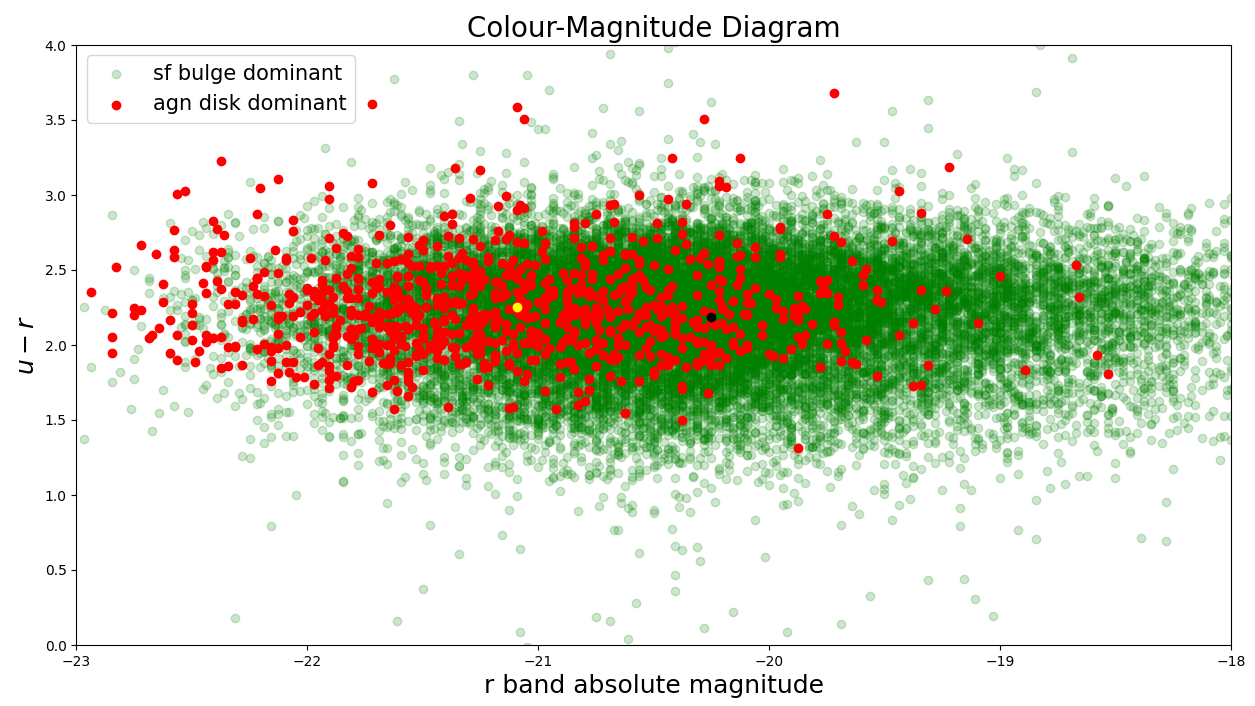 Colour-Magnitude Diagram
sf bulge dominant
agn disk dominant
4.0
3.5
3.0
2.5
2.0
1.5
1.0
0.5
0.0
u − r
−23 −22 −21 −20 −19 −18
r band absolute magnitude